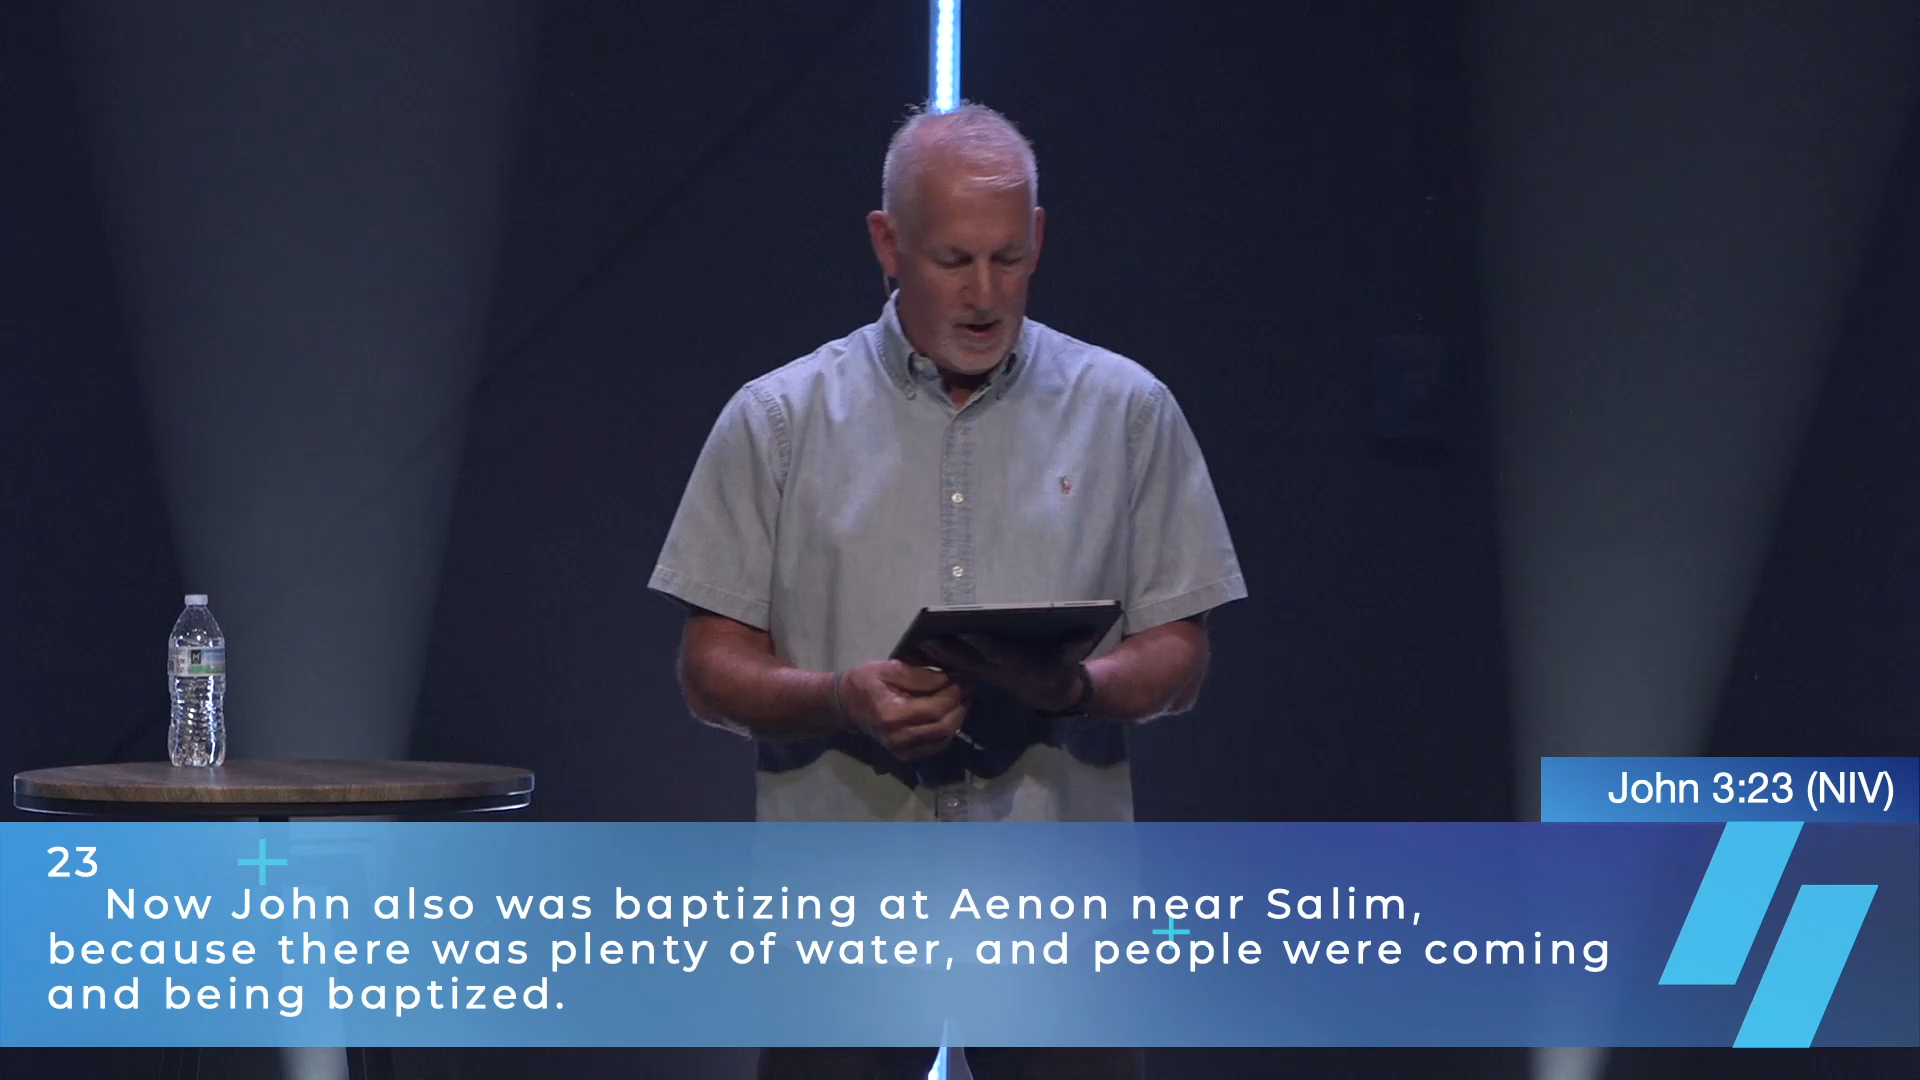 John 3:23 (NIV)
23
Now John also was baptizing at Aenon near Salim,
because there was plenty of water, and people were coming
and being baptized.